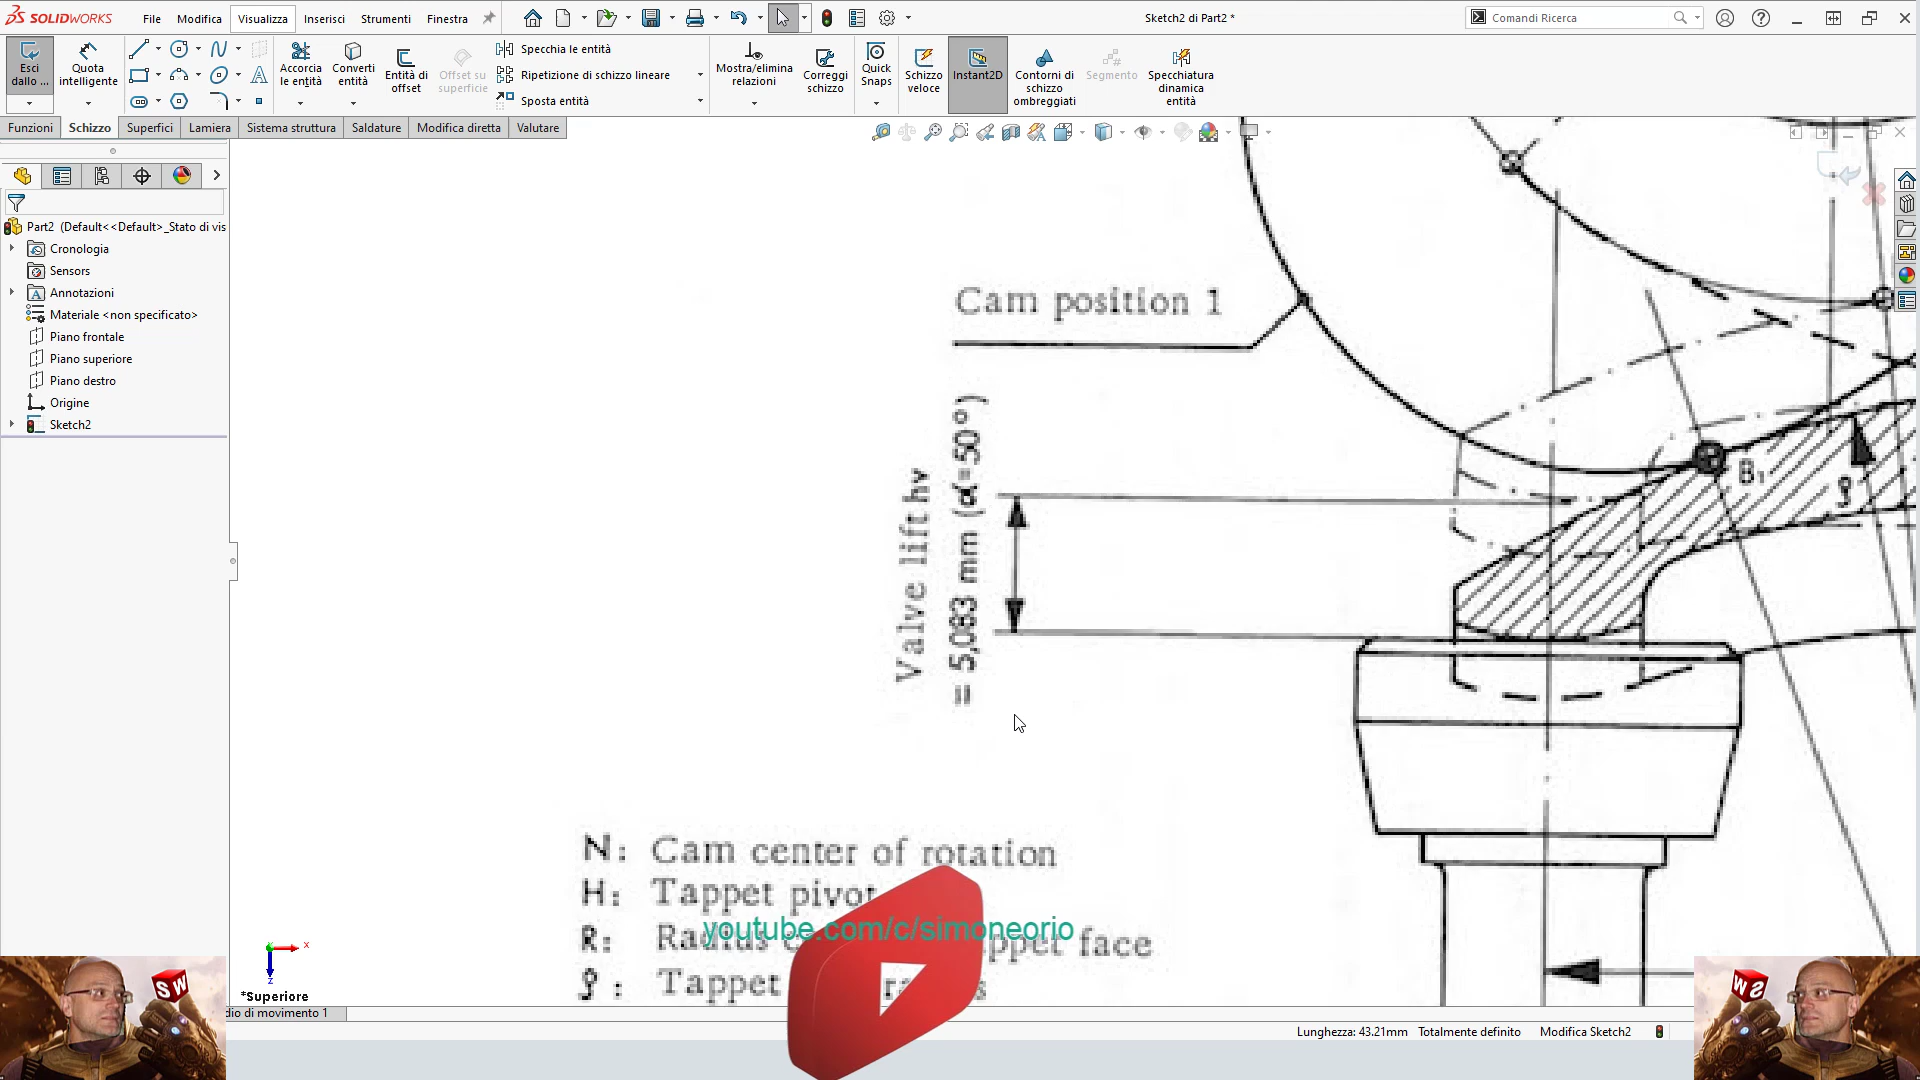 SOLIDWORKS
File
Modifica
Visualizza
Inserisci
Strumenti
Finestra
Sketch2 di Part2 *
Comandi Ricerca
Esci dallo ...
Quota intelligente
Accorcia le entità
Converti entità
Entità di offset
Offset su superficie
Specchia le entità
Ripetizione di schizzo lineare
Sposta entità
Mostra/elimina relazioni
Correggi schizzo
Quick Snaps
Schizzo veloce
Instant2D
Contorni di schizzo ombreggiati
Segmento
Specchiatura dinamica entità
Funzioni
Schizzo
Superfici
Lamiera
Sistema struttura
Saldature
Modifica diretta
Valutare
Part2 (Default<<Default>_Stato di vis
Cronologia
Sensors
Annotazioni
Materiale <non specificato>
Piano frontale
Piano superiore
Piano destro
Origine
Sketch2
Cam position 1
Valve lift hv
= 5,083 mm (α=50°)
B1
ρ
N: Cam center of rotation
H: Tappet pivot
R: Radius tappet face
ρ : Tappet
youtube.com/c/simoneorio
x
z
*Superiore
dio di movimento 1
Lunghezza: 43.21mm
Totalmente definito
Modifica Sketch2
SW
SW